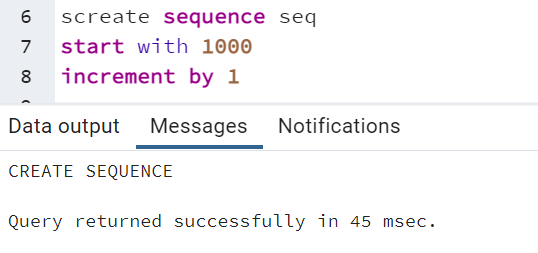 6 screate sequence seq
7 start with 1000
8 increment by 1
Data output Messages Notifications
CREATE SEQUENCE
Query returned successfully in 45 msec.